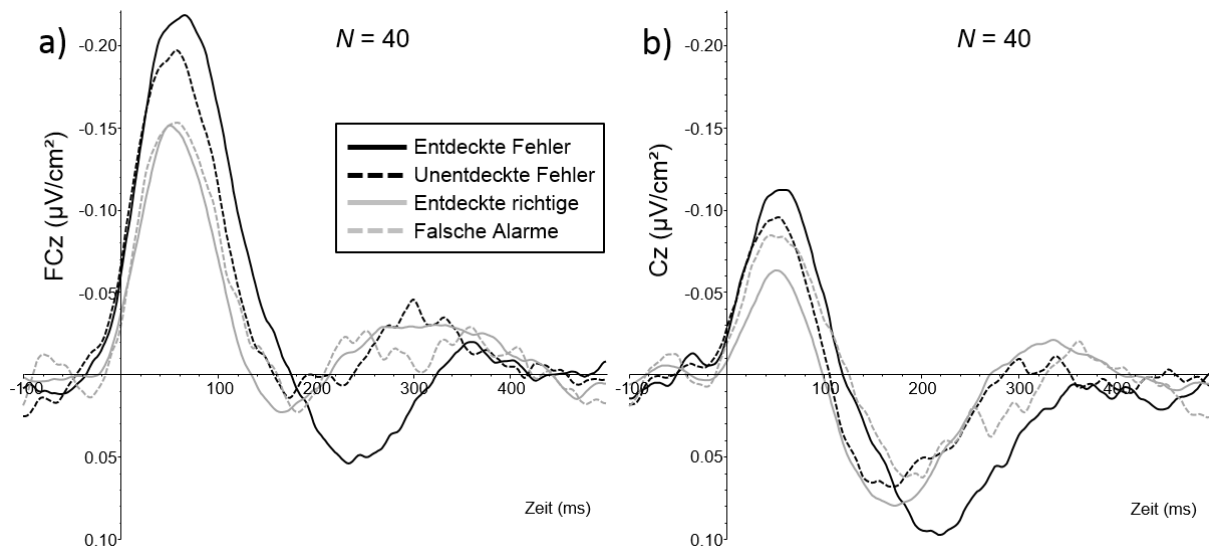 a)
N = 40
-0.20
-0.15
-0.10
-0.05
0.05
0.10
FCz (µV/cm²)
-100
100
200
300
400
Zeit (ms)
Entdeckte Fehler
Unentdeckte Fehler
Entdeckte richtige
Falsche Alarme
b)
N = 40
-0.20
-0.15
-0.10
-0.05
0.05
0.10
Cz (µV/cm²)
-100
100
200
300
400
Zeit (ms)